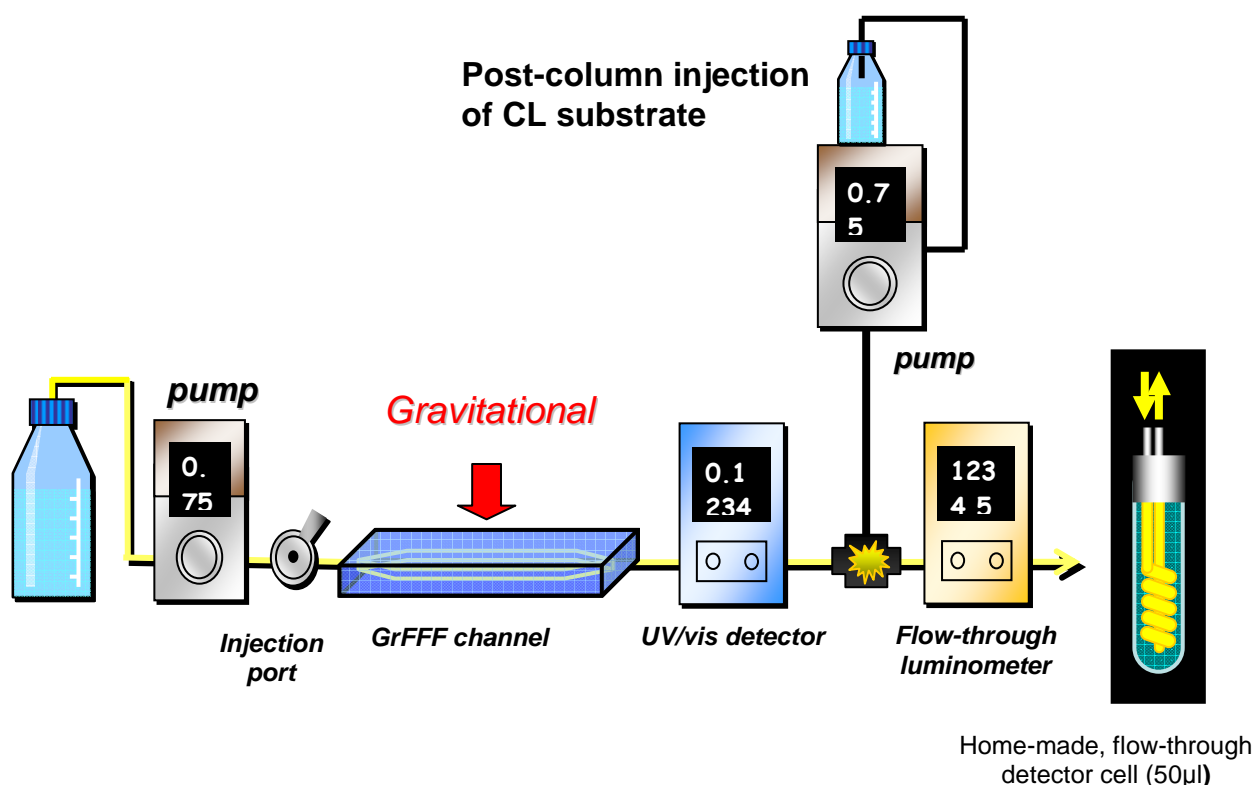 Post-column injection
of CL substrate
0.7
5
pump
pump
0.
75
Gravitational
0.1
234
123
4 5
Injection
port
GrFFF channel
UV/vis detector
Flow-through
luminometer
Home-made, flow-through
detector cell (50µl)